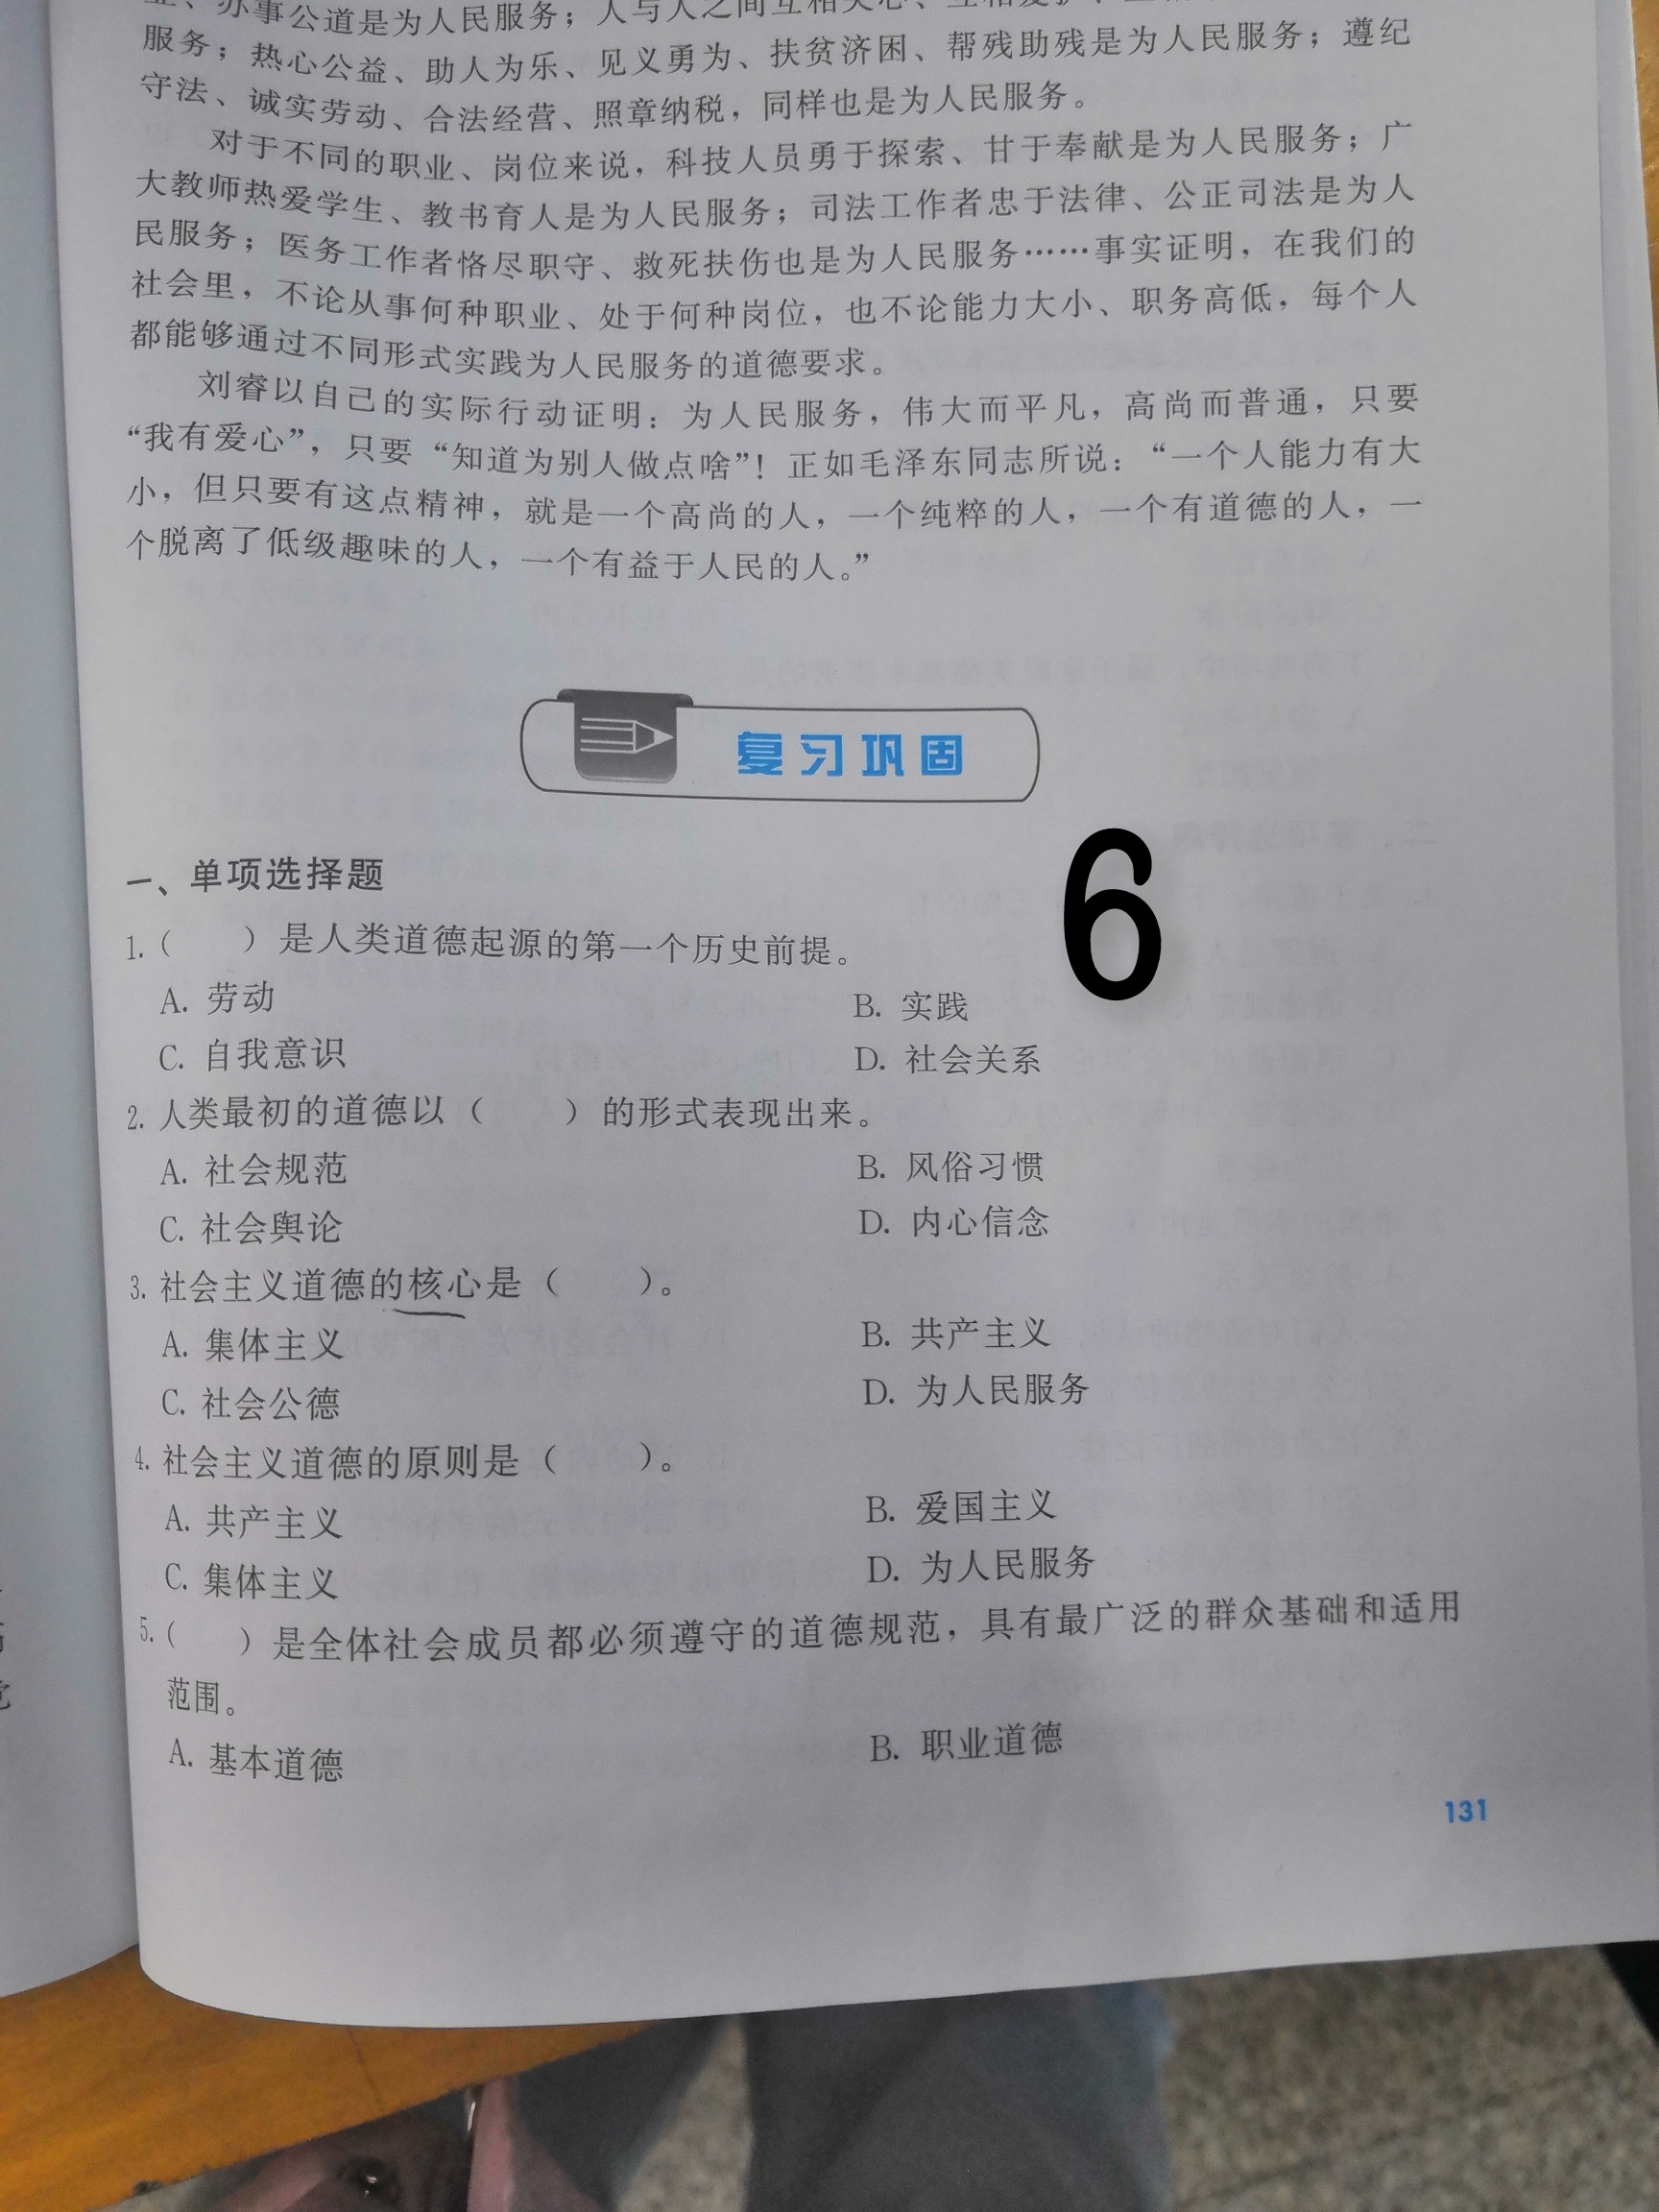 业、办事公道是为人民服务；人与人之间互相关心、互相爱护、
服务；热心公益、助人为乐、见义勇为、扶贫济困、帮残助残是为人民服务；遵纪
守法、诚实劳动、合法经营、照章纳税，同样也是为人民服务。
对于不同的职业、岗位来说，科技人员勇于探索、甘于奉献是为人民服务；广
大教师热爱学生、教书育人是为人民服务；司法工作者忠于法律、公正司法是为人
民服务；医务工作者恪尽职守、救死扶伤也是为人民服务……事实证明，在我们的
社会里，不论从事何种职业、处于何种岗位，也不论能力大小、职务高低，每个人
都能够通过不同形式实践为人民服务的道德要求。
刘睿以自己的实际行动证明：为人民服务，伟大而平凡，高尚而普通，只要
“我有爱心”，只要“知道为别人做点啥”！正如毛泽东同志所说：“一个人能力有大
小，但只要有这点精神，就是一个高尚的人，一个纯粹的人，一个有道德的人，一
个脱离了低级趣味的人，一个有益于人民的人。”
复习巩固
6
一、单项选择题
1.（ ）是人类道德起源的第一个历史前提。
A. 劳动 B. 实践
C. 自我意识 D. 社会关系
2. 人类最初的道德以（ ）的形式表现出来。
A. 社会规范 B. 风俗习惯
C. 社会舆论 D. 内心信念
3. 社会主义道德的核心是（ ）。
A. 集体主义 B. 共产主义
C. 社会公德 D. 为人民服务
4. 社会主义道德的原则是（ ）。
A. 共产主义 B. 爱国主义
C. 集体主义 D. 为人民服务
5.（ ）是全体社会成员都必须遵守的道德规范，具有最广泛的群众基础和适用
范围。
A. 基本道德 B. 职业道德
131